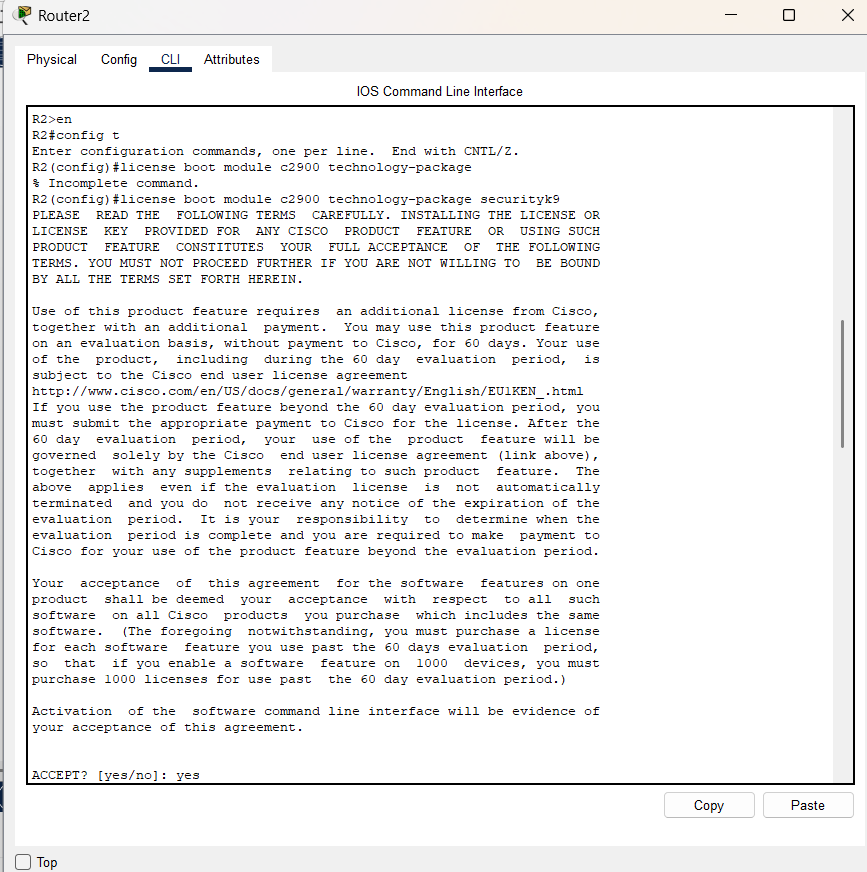 Router2
Physical Config CLI Attributes
IOS Command Line Interface
R2>en
R2#config t
Enter configuration commands, one per line.  End with CNTL/Z.
R2(config)#license boot module c2900 technology-package
% Incomplete command.
R2(config)#license boot module c2900 technology-package securityk9
PLEASE  READ THE  FOLLOWING TERMS  CAREFULLY. INSTALLING THE LICENSE OR
LICENSE  KEY  PROVIDED FOR  ANY CISCO  PRODUCT  FEATURE  OR  USING SUCH
PRODUCT  FEATURE  CONSTITUTES  YOUR  FULL ACCEPTANCE  OF  THE FOLLOWING
TERMS. YOU MUST NOT PROCEED FURTHER IF YOU ARE NOT WILLING TO  BE BOUND
BY ALL THE TERMS SET FORTH HEREIN.
Use of this product feature requires  an additional license from Cisco,
together with an additional  payment.  You may use this product feature
on an evaluation basis, without payment to Cisco, for 60 days. Your use
of the  product,  including  during the 60 day  evaluation  period,  is
subject to the Cisco end user license agreement
http://www.cisco.com/en/US/docs/general/warranty/English/EU1KEN_.html
If you use the product feature beyond the 60 day evaluation period, you
must submit the appropriate payment to Cisco for the license. After the
60 day  evaluation  period,  your  use of the  product  feature will be
governed  solely by the Cisco  end user license agreement (link above),
together  with any supplements  relating to such product  feature.  The
above  applies  even if the evaluation  license  is  not  automatically
terminated  and you do  not receive any notice of the expiration of the
evaluation  period.  It is your  responsibility  to  determine when the
evaluation  period is complete and you are required to make  payment to
Cisco for your use of the product feature beyond the evaluation period.
Your  acceptance  of  this agreement  for the software  features on one
product  shall be deemed  your  acceptance  with  respect  to all  such
software  on all Cisco  products  you purchase  which includes the same
software.  (The foregoing  notwithstanding, you must purchase a license
for each software  feature you use past the 60 days evaluation  period,
so  that  if you enable a software  feature on  1000  devices, you must
purchase 1000 licenses for use past  the 60 day evaluation period.)
Activation  of the  software command line interface will be evidence of
your acceptance of this agreement.
ACCEPT? [yes/no]: yes
Copy Paste
Top